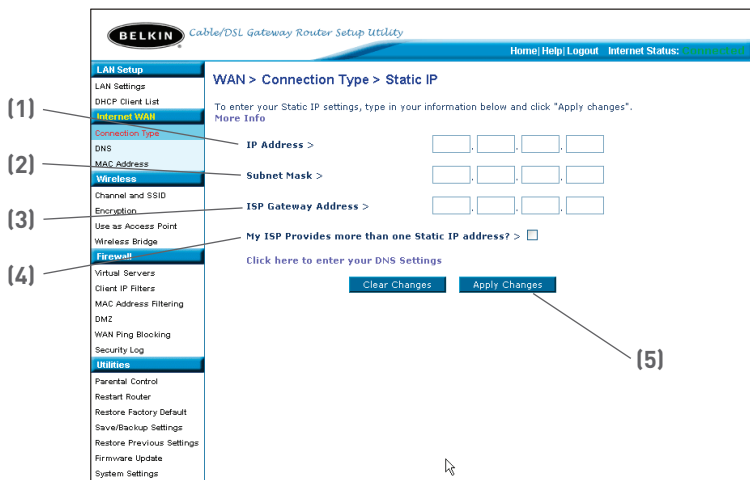 BELKIN Cable/DSL Gateway Router Setup Utility
Home| Help| Logout Internet Status:
LAN Setup
LAN Settings
DHCP Client List
Internet WAN
Connection Type
DNS
MAC Address
Wireless
Channel and SSID
Encryption
Use as Access Point
Wireless Bridge
Firewall
Virtual Servers
Client IP Filters
MAC Address Filtering
DMZ
WAN Ping Blocking
Security Log
Utilities
Parental Control
Restart Router
Restore Factory Default
Save/Backup Settings
Restore Previous Settings
Firmware Update
System Settings
WAN > Connection Type > Static IP
To enter your Static IP settings, type in your information below and click "Apply changes".
More Info
(1) IP Address > . . .
(2) Subnet Mask > . . .
(3) ISP Gateway Address > . . .
(4) My ISP Provides more than one Static IP address? >
Click here to enter your DNS Settings
Clear Changes Apply Changes
(5)